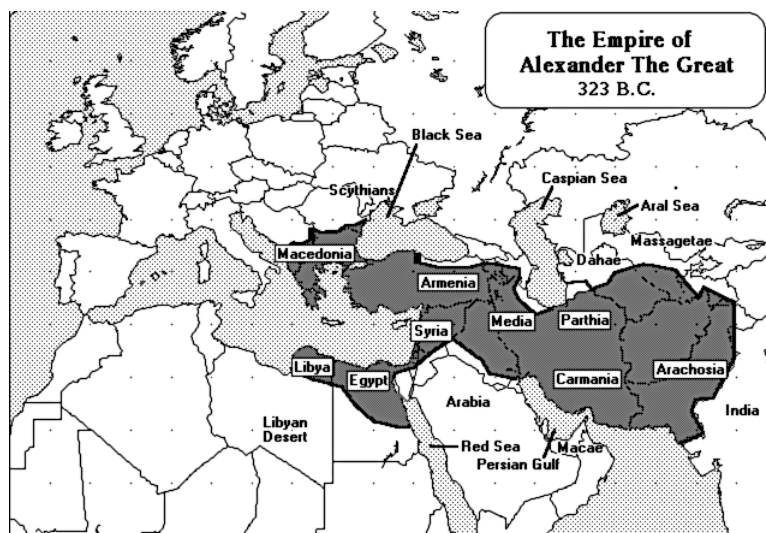 The Empire of
Alexander The Great
323 B.C.
Black Sea
Scythians
Caspian Sea
Aral Sea
Massagetae
Macedonia
Dahae
Armenia
Media
Parthia
Syria
Libya
Egypt
Carmania
Arachosia
Arabia
India
Libyan
Desert
Red Sea
Macae
Persian Gulf